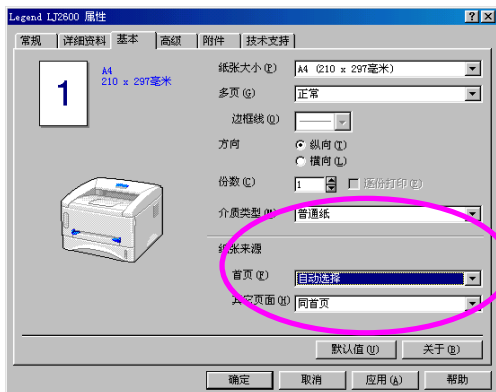 Legend LJ2600 属性
常规 详细资料 基本 高级 附件 技术支持
1
A4
210 x 297毫米
纸张大小(P) A4 (210 x 297毫米)
多页(G) 正常
边框线(O)
方向 纵向(T)
横向(L)
份数(C) 1 逐份打印(E)
介质类型(M) 普通纸
纸张来源
首页(F) 自动选择
其它页面(H) 同首页
默认值(U) 关于(B)
确定 取消 应用(A) 帮助